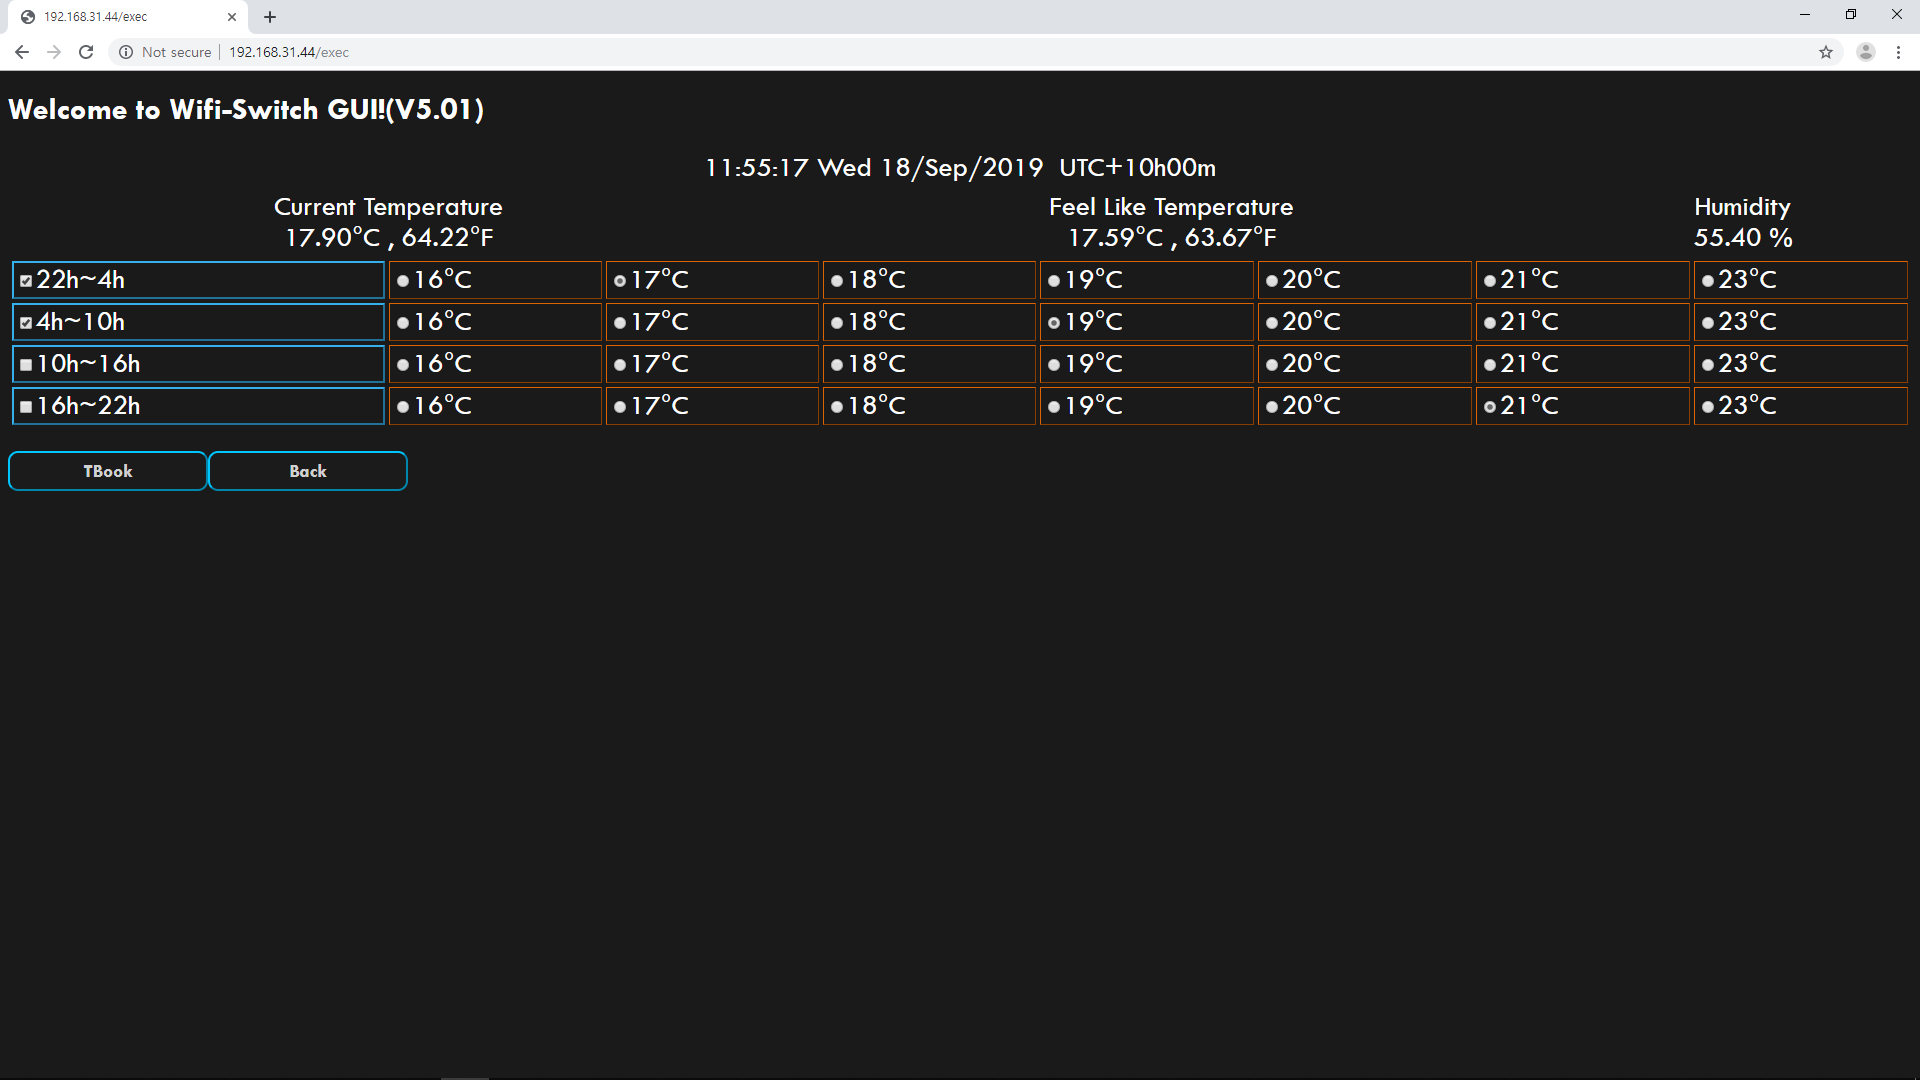 192.168.31.44/exec
Not secure | 192.168.31.44/exec
Welcome to Wifi-Switch GUI!(V5.01)
11:55:17 Wed 18/Sep/2019 UTC+10h00m
Current Temperature Feel Like Temperature Humidity
17.90°C , 64.22°F 17.59°C , 63.67°F 55.40 %
22h~4h 16°C 17°C 18°C 19°C 20°C 21°C 23°C
4h~10h 16°C 17°C 18°C 19°C 20°C 21°C 23°C
10h~16h 16°C 17°C 18°C 19°C 20°C 21°C 23°C
16h~22h 16°C 17°C 18°C 19°C 20°C 21°C 23°C
TBook Back